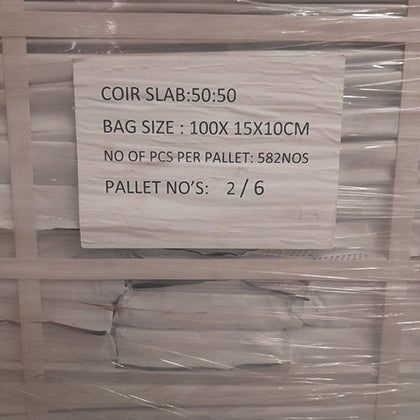 COIR SLAB:50:50
BAG SIZE : 100X 15X10CM
NO OF PCS PER PALLET: 582NOS
PALLET NO'S: 2 / 6